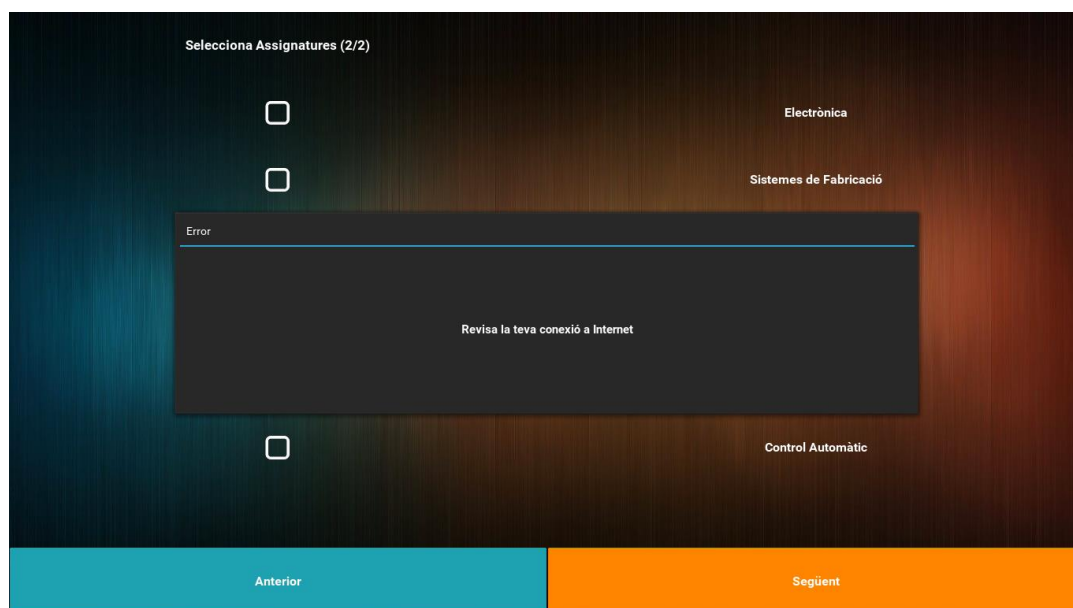 Selecciona Assignatures (2/2)
Electrònica
Sistemes de Fabricació
Error
Revisa la teva conexió a Internet
Control Automàtic
Anterior
Següent